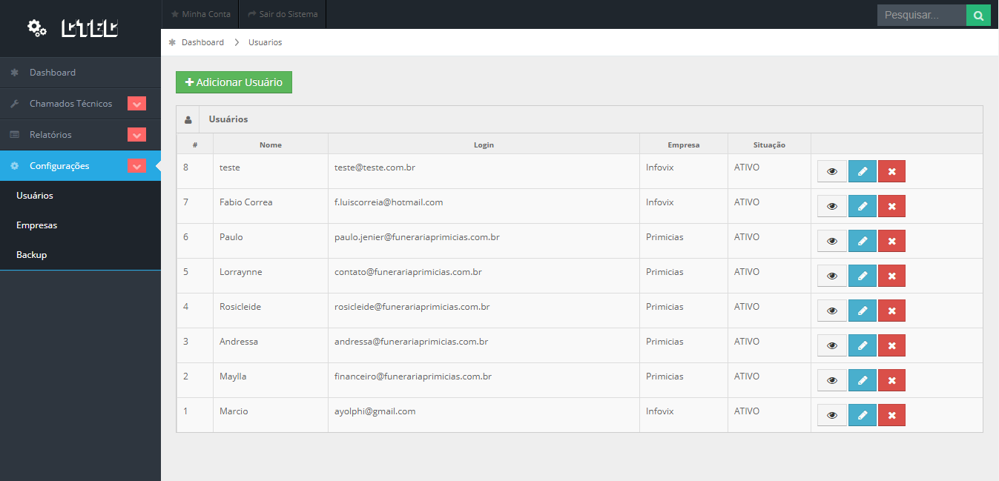 CTEC
Minha Conta
Sair do Sistema
Pesquisar...
Dashboard
Chamados Técnicos
Relatórios
Configurações
Usuários
Empresas
Backup
Dashboard Usuarios
Adicionar Usuário
Usuários
# Nome Login Empresa Situação
8 teste teste@teste.com.br Infovix ATIVO
7 Fabio Correa f.luiscorreia@hotmail.com Infovix ATIVO
6 Paulo paulo.jenier@funerariaprimicias.com.br Primicias ATIVO
5 Lorraynne contato@funerariaprimicias.com.br Primicias ATIVO
4 Rosicleide rosicleide@funerariaprimicias.com.br Primicias ATIVO
3 Andressa andressa@funerariaprimicias.com.br Primicias ATIVO
2 Maylla financeiro@funerariaprimicias.com.br Primicias ATIVO
1 Marcio ayolphi@gmail.com Infovix ATIVO